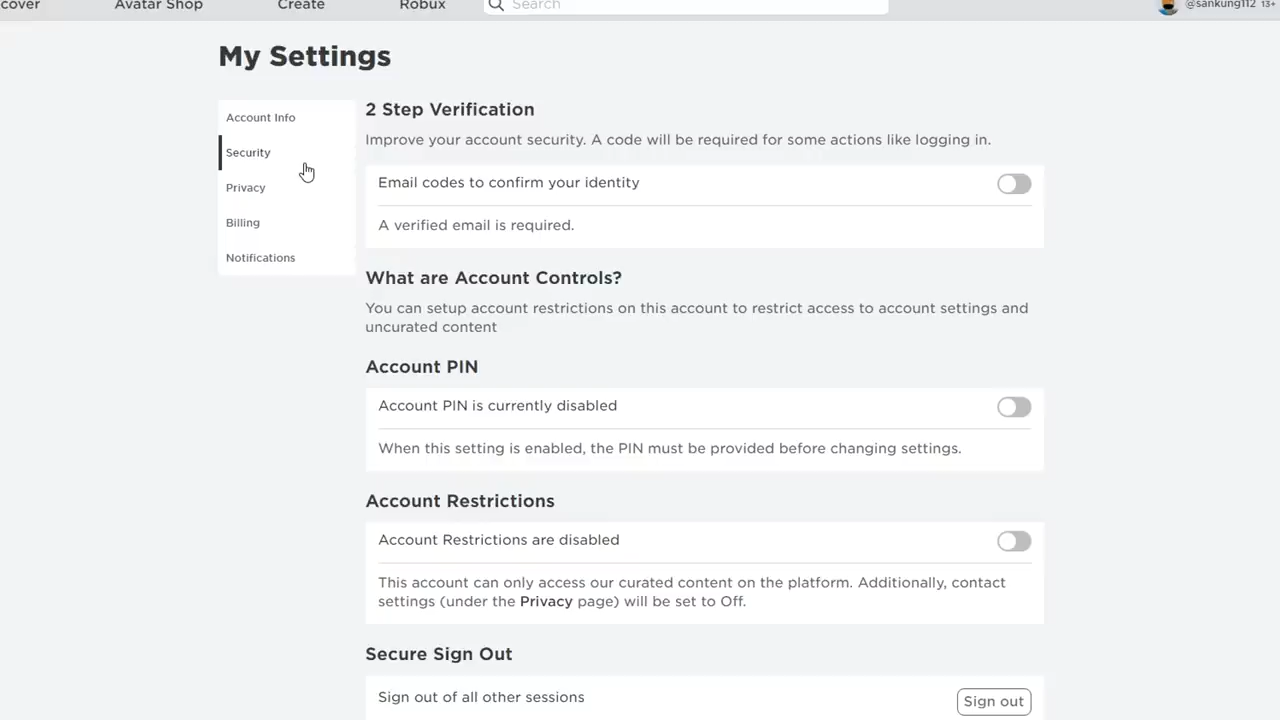 cover Avatar Shop Create Robux Search @sankung112 13+
My Settings
Account Info
Security
Privacy
Billing
Notifications
2 Step Verification
Improve your account security. A code will be required for some actions like logging in.
Email codes to confirm your identity
A verified email is required.
What are Account Controls?
You can setup account restrictions on this account to restrict access to account settings and
uncurated content
Account PIN
Account PIN is currently disabled
When this setting is enabled, the PIN must be provided before changing settings.
Account Restrictions
Account Restrictions are disabled
This account can only access our curated content on the platform. Additionally, contact
settings (under the Privacy page) will be set to Off.
Secure Sign Out
Sign out of all other sessions
Sign out